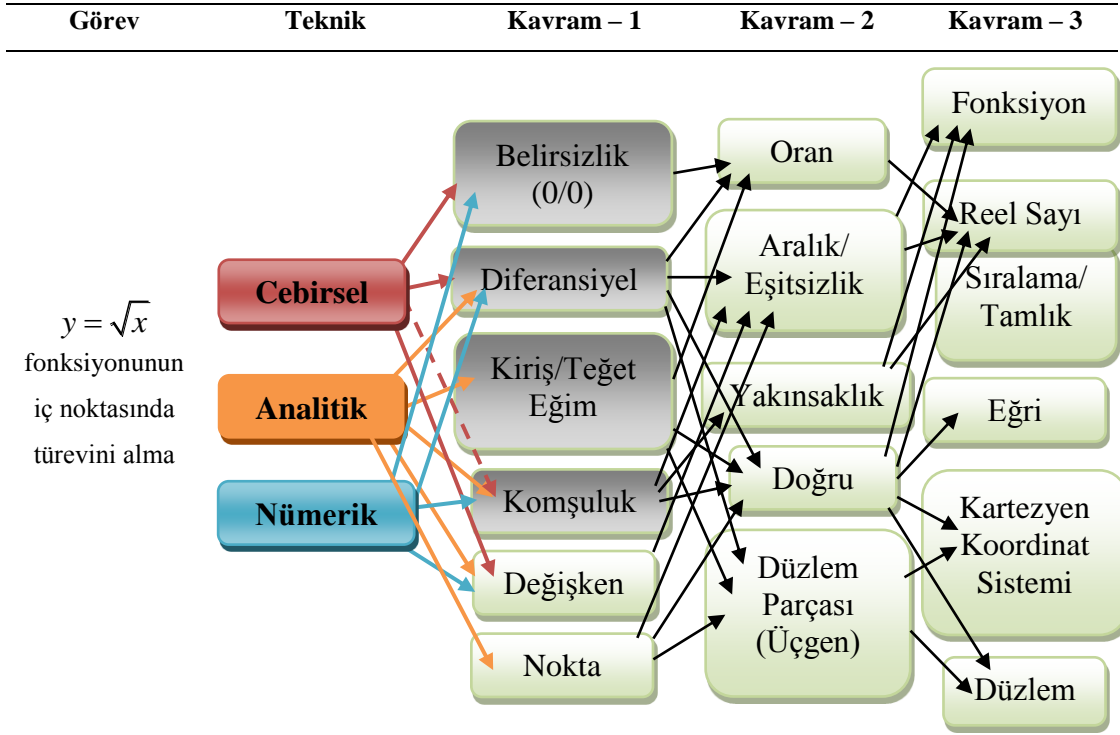 Görev Teknik Kavram – 1 Kavram – 2 Kavram – 3
y = √x
fonksiyonunun
iç noktasında
türevini alma
Cebirsel
Analitik
Nümerik
Belirsizlik
(0/0)
Diferansiyel
Kiriş/Teğet
Eğim
Komşuluk
Değişken
Nokta
Oran
Aralık/
Eşitsizlik
Yakınsaklık
Doğru
Düzlem
Parçası
(Üçgen)
Fonksiyon
Reel Sayı
Sıralama/
Tamlık
Eğri
Kartezyen
Koordinat
Sistemi
Düzlem